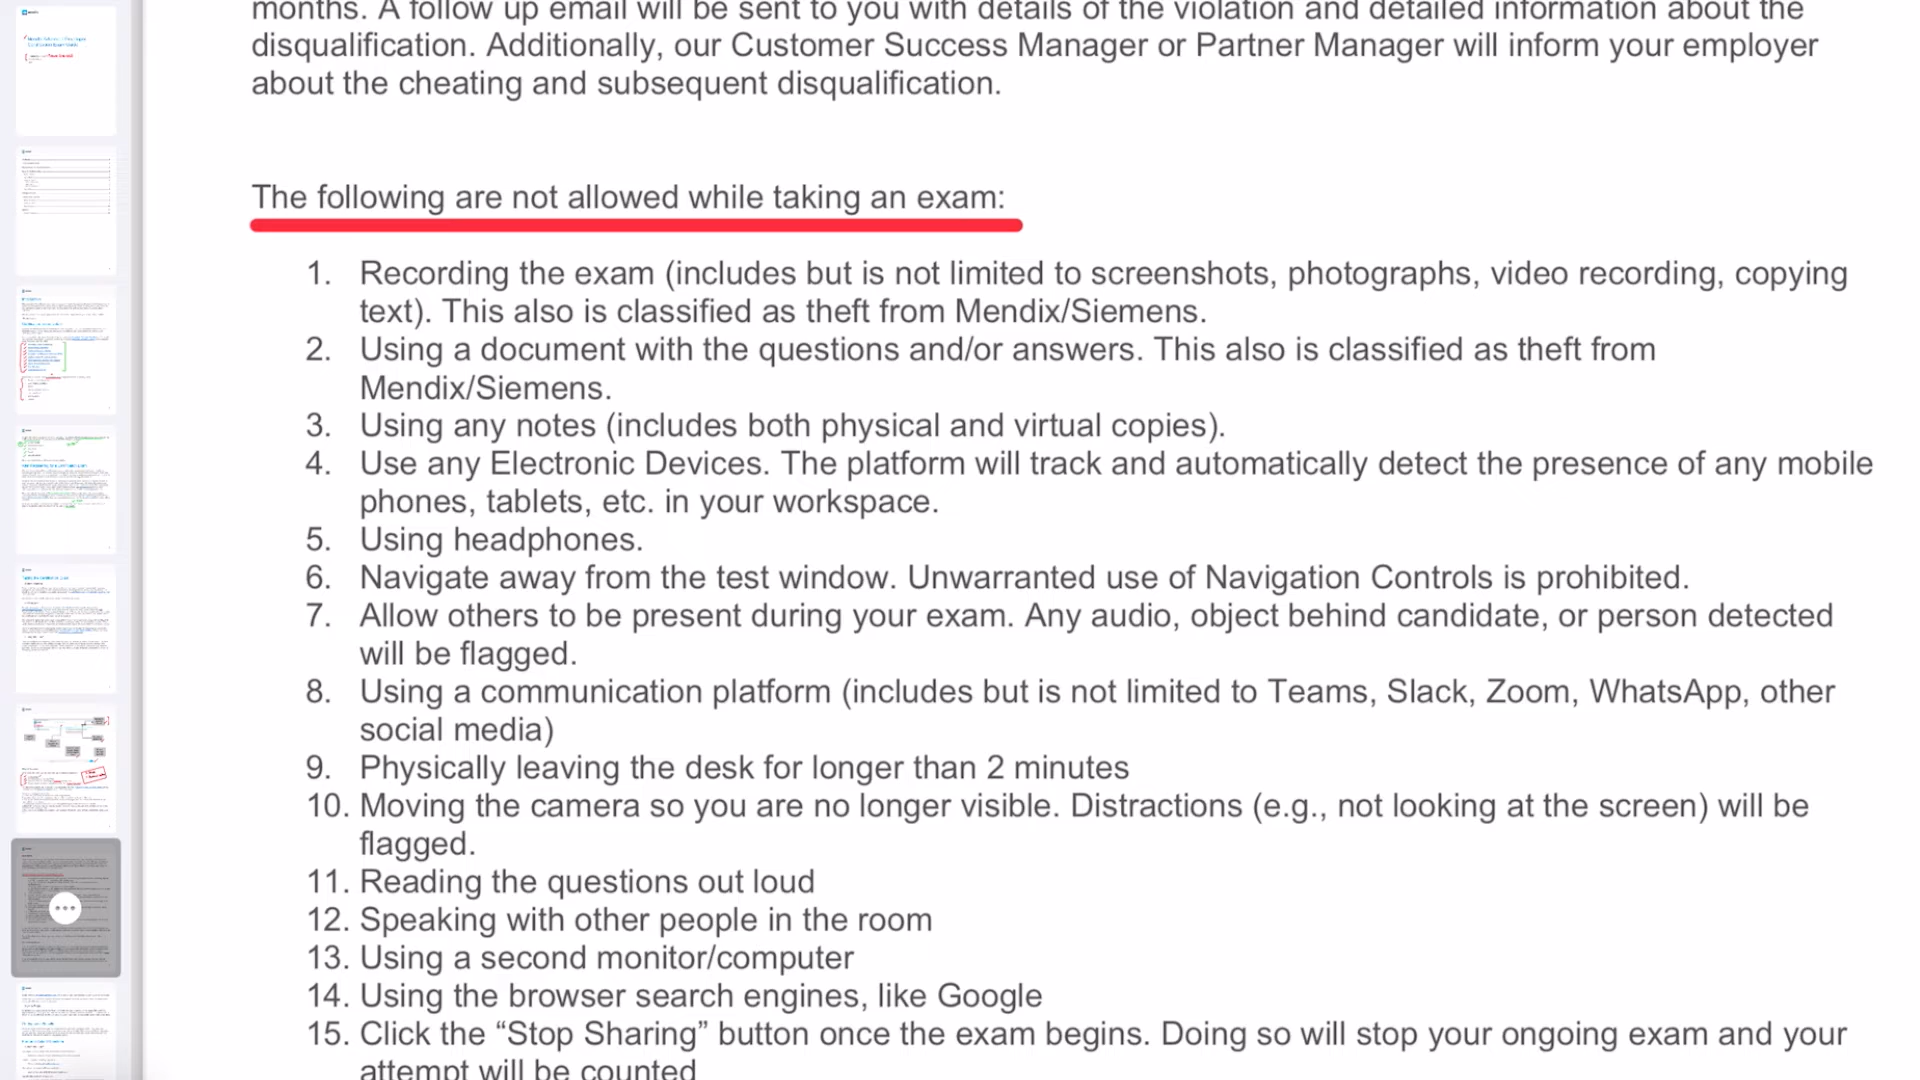 months. A follow up email will be sent to you with details of the violation and detailed information about the
disqualification. Additionally, our Customer Success Manager or Partner Manager will inform your employer
about the cheating and subsequent disqualification.
The following are not allowed while taking an exam:
1. Recording the exam (includes but is not limited to screenshots, photographs, video recording, copying
text). This also is classified as theft from Mendix/Siemens.
2. Using a document with the questions and/or answers. This also is classified as theft from
Mendix/Siemens.
3. Using any notes (includes both physical and virtual copies).
4. Use any Electronic Devices. The platform will track and automatically detect the presence of any mobile
phones, tablets, etc. in your workspace.
5. Using headphones.
6. Navigate away from the test window. Unwarranted use of Navigation Controls is prohibited.
7. Allow others to be present during your exam. Any audio, object behind candidate, or person detected
will be flagged.
8. Using a communication platform (includes but is not limited to Teams, Slack, Zoom, WhatsApp, other
social media)
9. Physically leaving the desk for longer than 2 minutes
10. Moving the camera so you are no longer visible. Distractions (e.g., not looking at the screen) will be
flagged.
11. Reading the questions out loud
12. Speaking with other people in the room
13. Using a second monitor/computer
14. Using the browser search engines, like Google
15. Click the “Stop Sharing” button once the exam begins. Doing so will stop your ongoing exam and your
attempt will be counted